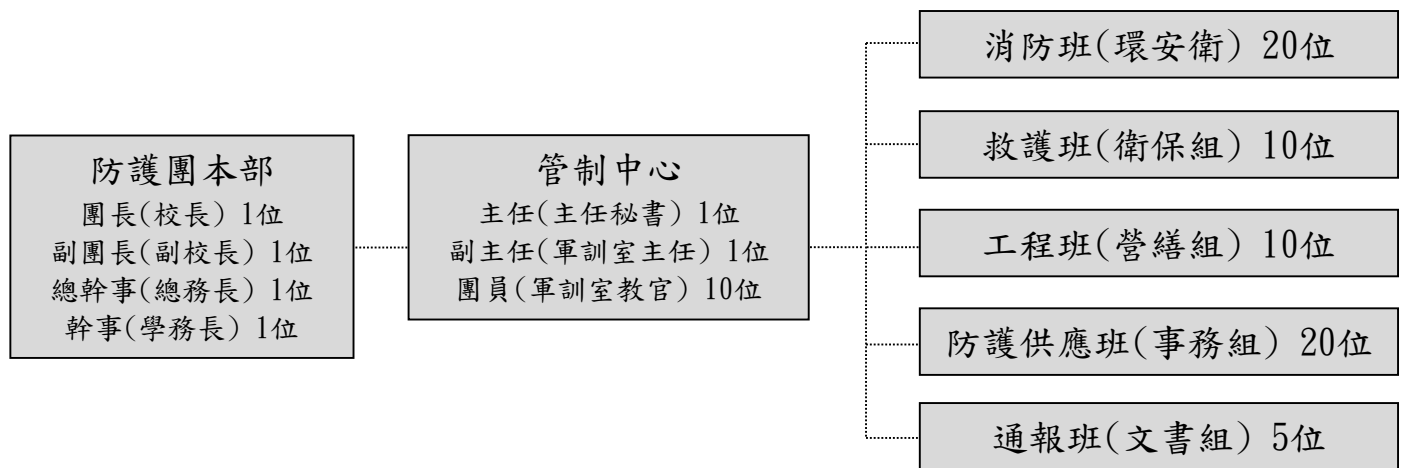 防護團本部
團長(校長) 1位
副團長(副校長) 1位
總幹事(總務長) 1位
幹事(學務長) 1位
管制中心
主任(主任秘書) 1位
副主任(軍訓室主任) 1位
團員(軍訓室教官) 10位
消防班(環安衛) 20位
救護班(衛保組) 10位
工程班(營繕組) 10位
防護供應班(事務組) 20位
通報班(文書組) 5位